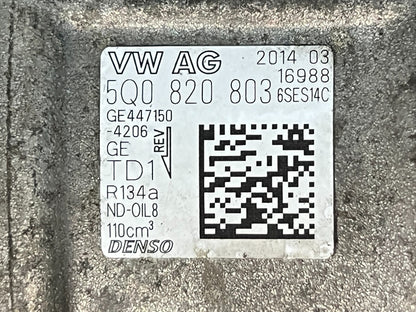 VW AG 2014 03
16988
5Q0 820 803 6SES14C
GE447150
-4206
GE REV
TD1
R134a
ND-OIL8
110cm³
DENSO